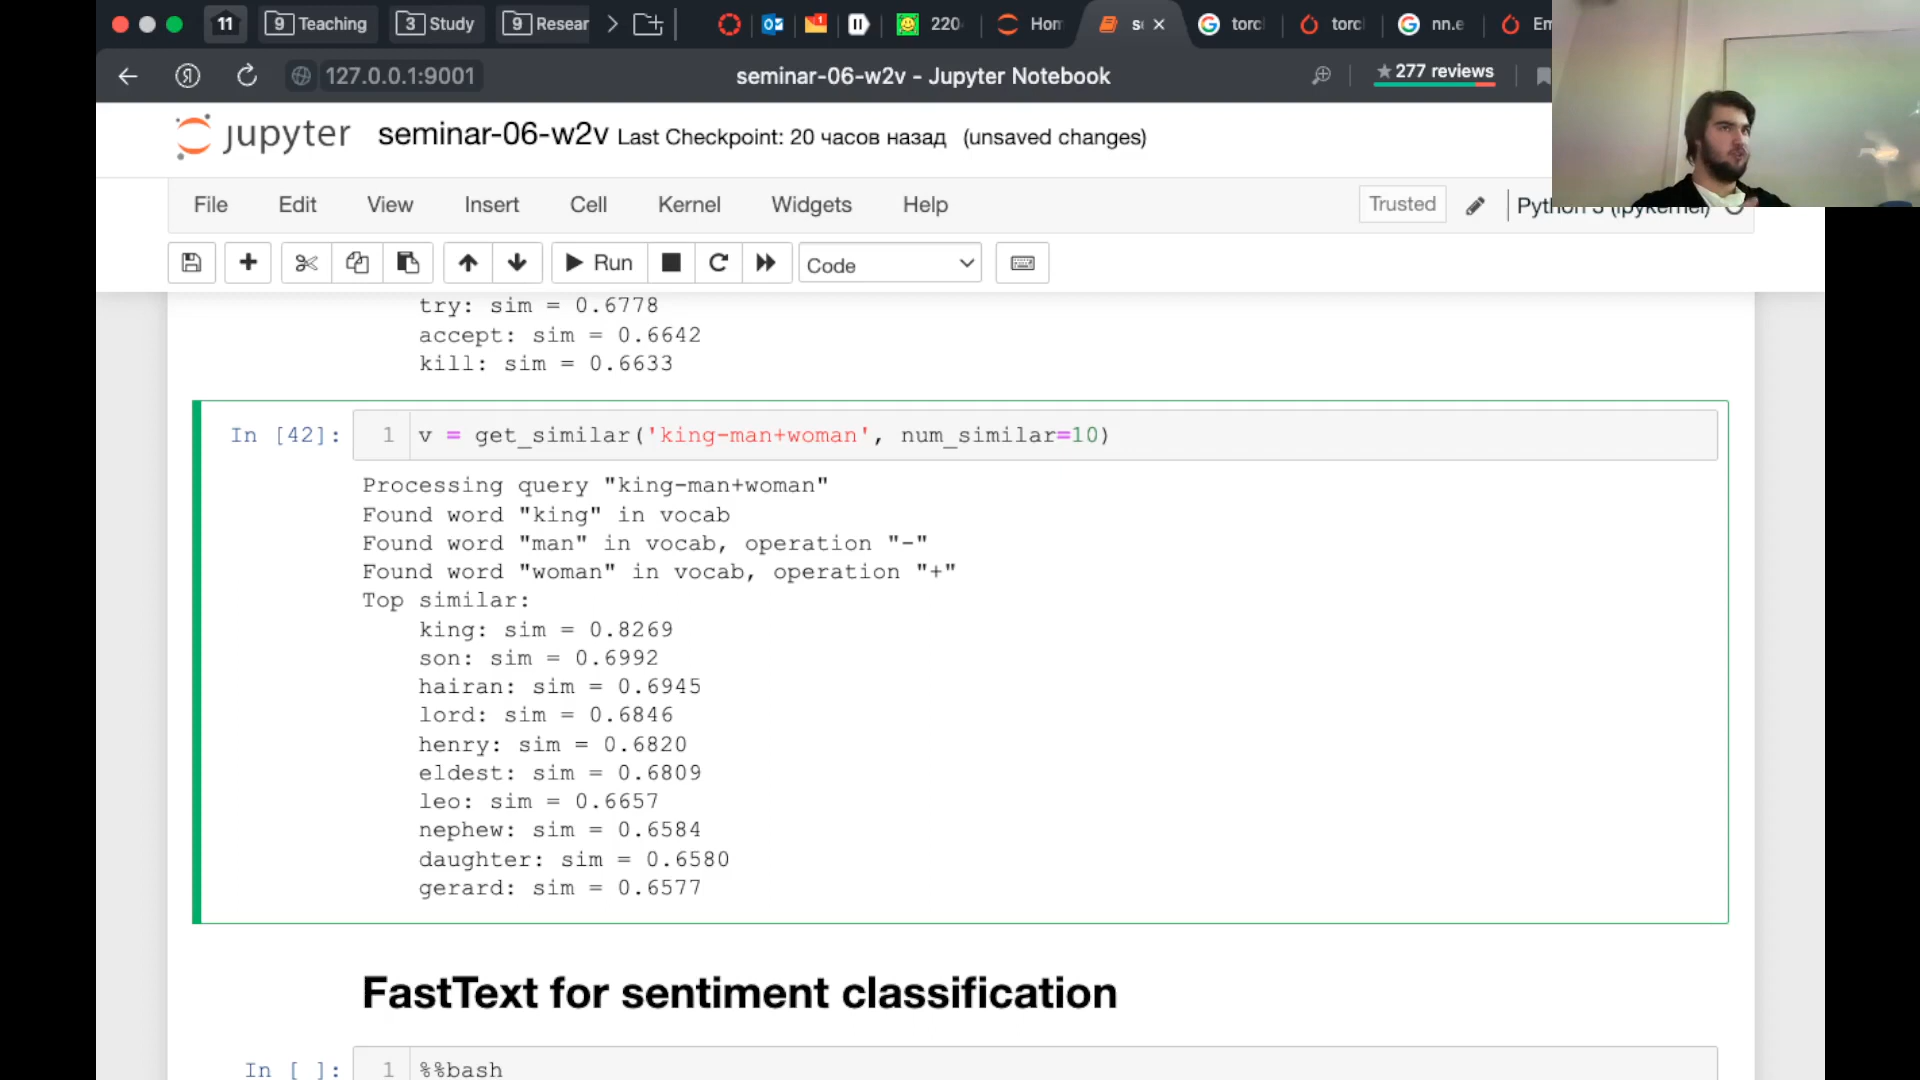 11 9 Teaching 3 Study 9 Resear 220 Hom s torc torc nn.e Em
127.0.0.1:9001 seminar-06-w2v - Jupyter Notebook ★277 reviews
jupyter seminar-06-w2v Last Checkpoint: 20 часов назад (unsaved changes)
File Edit View Insert Cell Kernel Widgets Help Trusted Python 3 (ipykernel)
Run Code
try: sim = 0.6778
accept: sim = 0.6642
kill: sim = 0.6633
In [42]: 1 v = get_similar('king-man+woman', num_similar=10)
Processing query "king-man+woman"
Found word "king" in vocab
Found word "man" in vocab, operation "-"
Found word "woman" in vocab, operation "+"
Top similar:
king: sim = 0.8269
son: sim = 0.6992
hairan: sim = 0.6945
lord: sim = 0.6846
henry: sim = 0.6820
eldest: sim = 0.6809
leo: sim = 0.6657
nephew: sim = 0.6584
daughter: sim = 0.6580
gerard: sim = 0.6577
FastText for sentiment classification
In [ ]: 1 %%bash